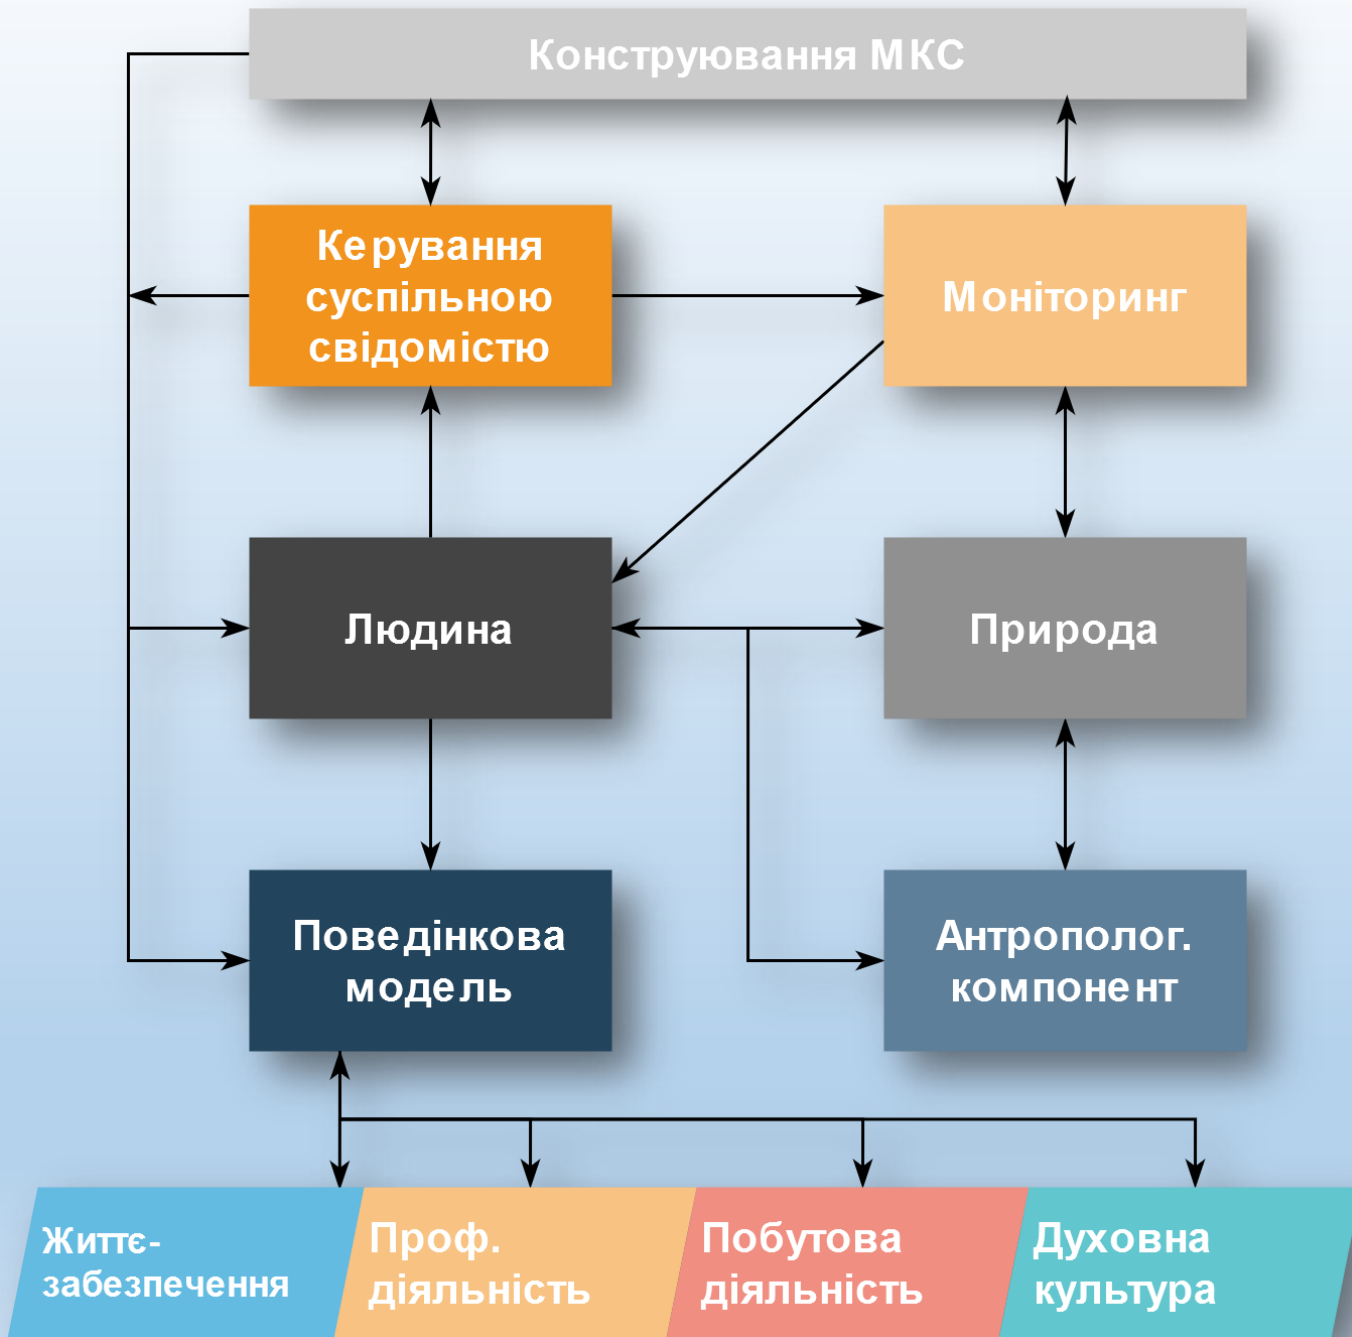 Конструювання МКС
Керування
суспільною
свідомістю
Моніторинг
Людина
Природа
Поведінкова
модель
Антрополог.
компонент
Життє-
забезпечення
Проф.
діяльність
Побутова
діяльність
Духовна
культура